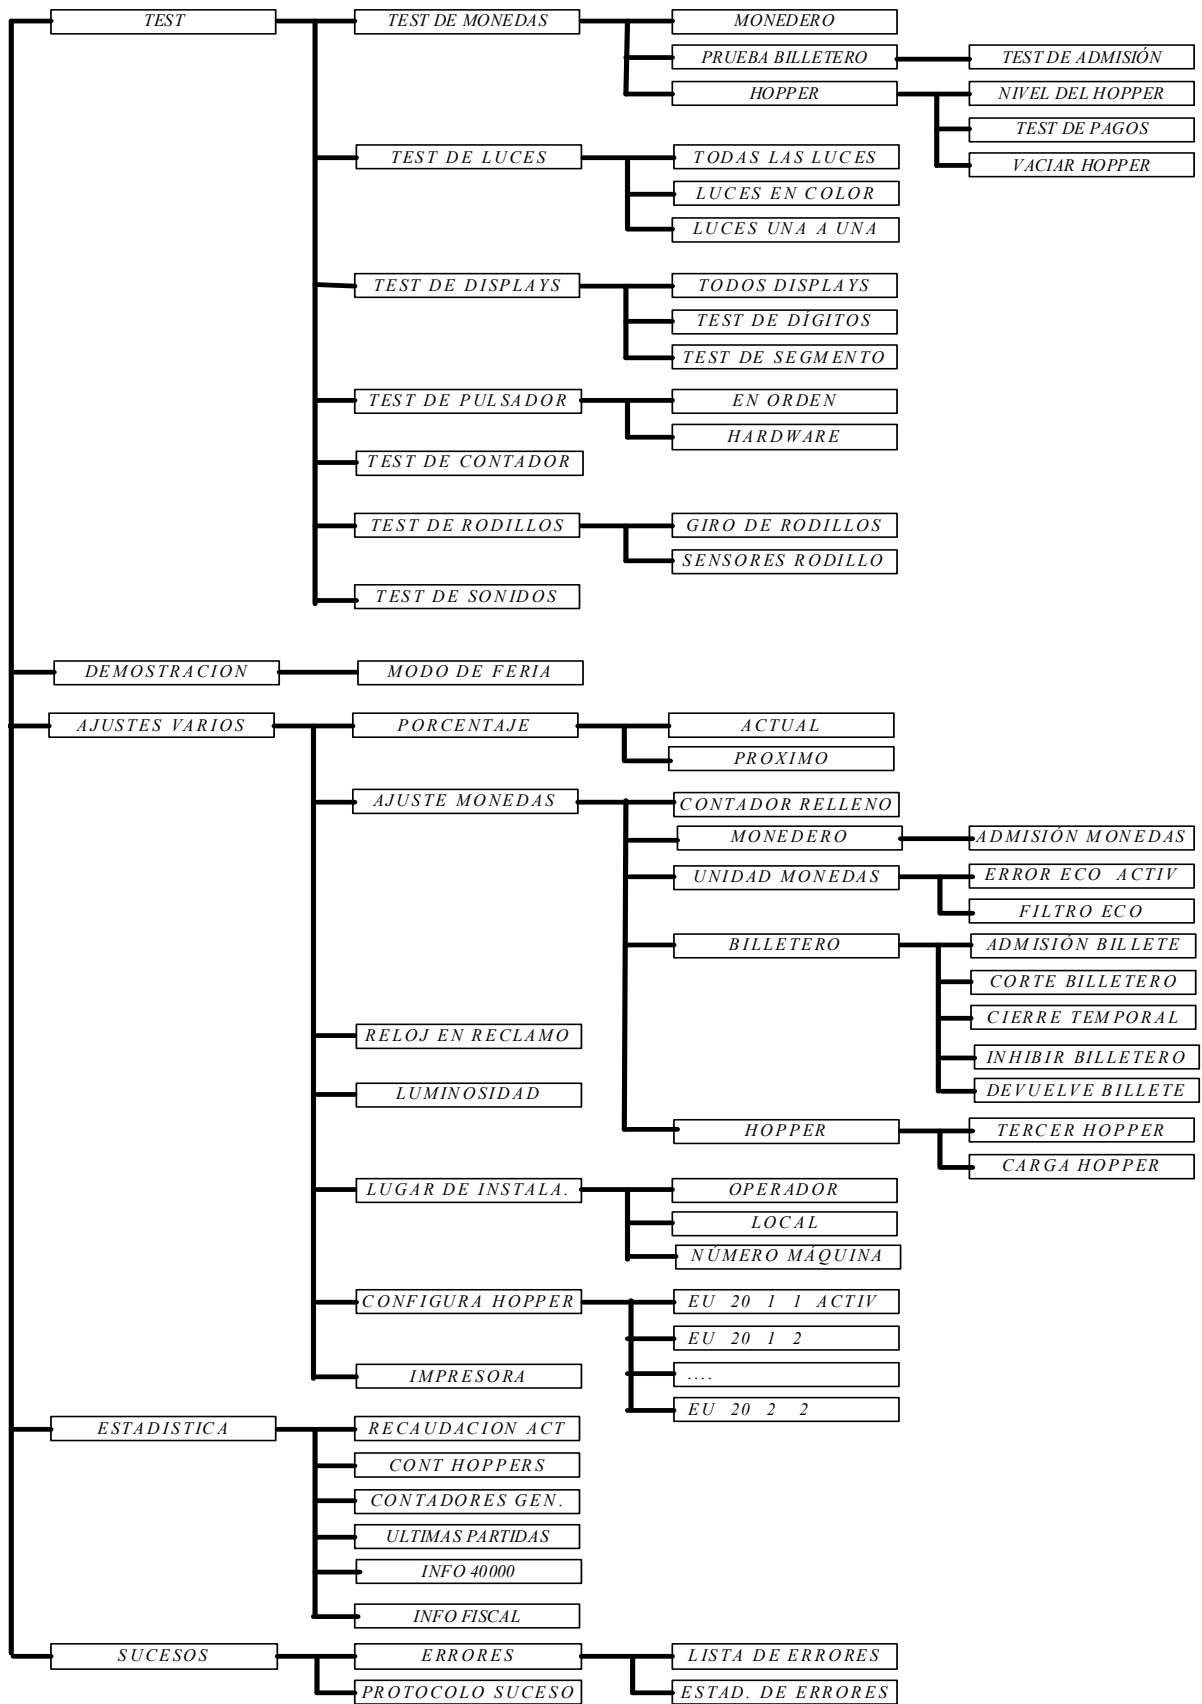 TEST
TEST DE MONEDAS
MONEDERO
PRUEBA BILLETERO
TEST DE ADMISIÓN
HOPPER
NIVEL DEL HOPPER
TEST DE PAGOS
VACIAR HOPPER
TEST DE LUCES
TODAS LAS LUCES
LUCES EN COLOR
LUCES UNA A UNA
TEST DE DISPLAYS
TODOS DISPLAYS
TEST DE DÍGITOS
TEST DE SEGMENTO
TEST DE PULSADOR
EN ORDEN
HARDWARE
TEST DE CONTADOR
TEST DE RODILLOS
GIRO DE RODILLOS
SENSORES RODILLO
TEST DE SONIDOS
DEMOSTRACION
MODO DE FERIA
AJUSTES VARIOS
PORCENTAJE
ACTUAL
PROXIMO
AJUSTE MONEDAS
CONTADOR RELLENO
MONEDERO
ADMISIÓN MONEDAS
UNIDAD MONEDAS
ERROR ECO ACTIV
FILTRO ECO
BILLETERO
ADMISIÓN BILLETE
CORTE BILLETERO
CIERRE TEMPORAL
INHIBIR BILLETERO
DEVUELVE BILLETE
HOPPER
TERCER HOPPER
CARGA HOPPER
RELOJ EN RECLAMO
LUMINOSIDAD
LUGAR DE INSTALA.
OPERADOR
LOCAL
NÚMERO MÁQUINA
CONFIGURA HOPPER
EU 20 1 1 ACTIV
EU 20 1 2
....
EU 20 2 2
IMPRESORA
ESTADISTICA
RECAUDACION ACT
CONT HOPPERS
CONTADORES GEN.
ULTIMAS PARTIDAS
INFO 40000
INFO FISCAL
SUCESOS
ERRORES
LISTA DE ERRORES
ESTAD. DE ERRORES
PROTOCOLO SUCESO